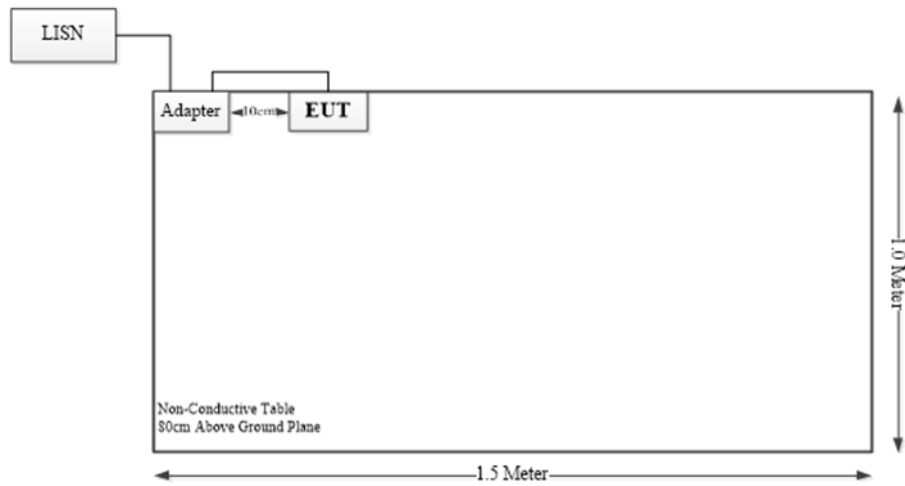 LISN
Adapter
10cm
EUT
1.0 Meter
Non-Conductive Table
80cm Above Ground Plane
1.5 Meter